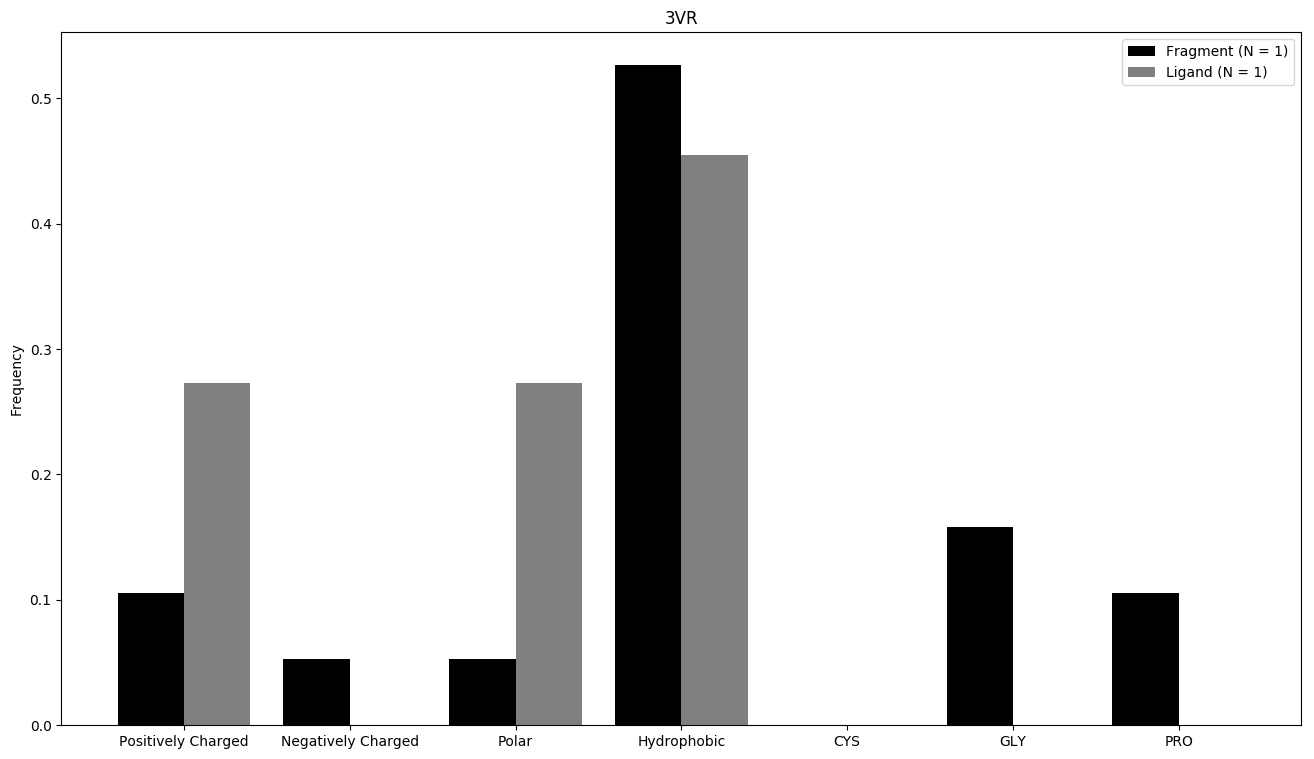 3VR
Fragment (N = 1)
Ligand (N = 1)
Frequency
0.5
0.4
0.3
0.2
0.1
0.0
Positively Charged
Negatively Charged
Polar
Hydrophobic
CYS
GLY
PRO